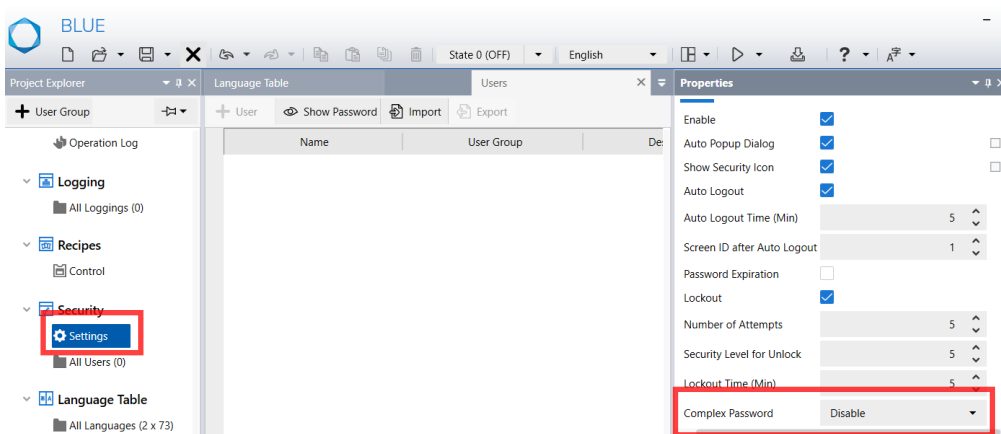 BLUE
State 0 (OFF) English ?
Project Explorer
User Group
Operation Log
Logging
All Loggings (0)
Recipes
Control
Security
Settings
All Users (0)
Language Table
All Languages (2 x 73)
Language Table Users
User Show Password Import Export
Name User Group
Properties
Enable
Auto Popup Dialog
Show Security Icon
Auto Logout
Auto Logout Time (Min) 5
Screen ID after Auto Logout 1
Password Expiration
Lockout
Number of Attempts 5
Security Level for Unlock 5
Lockout Time (Min) 5
Complex Password Disable